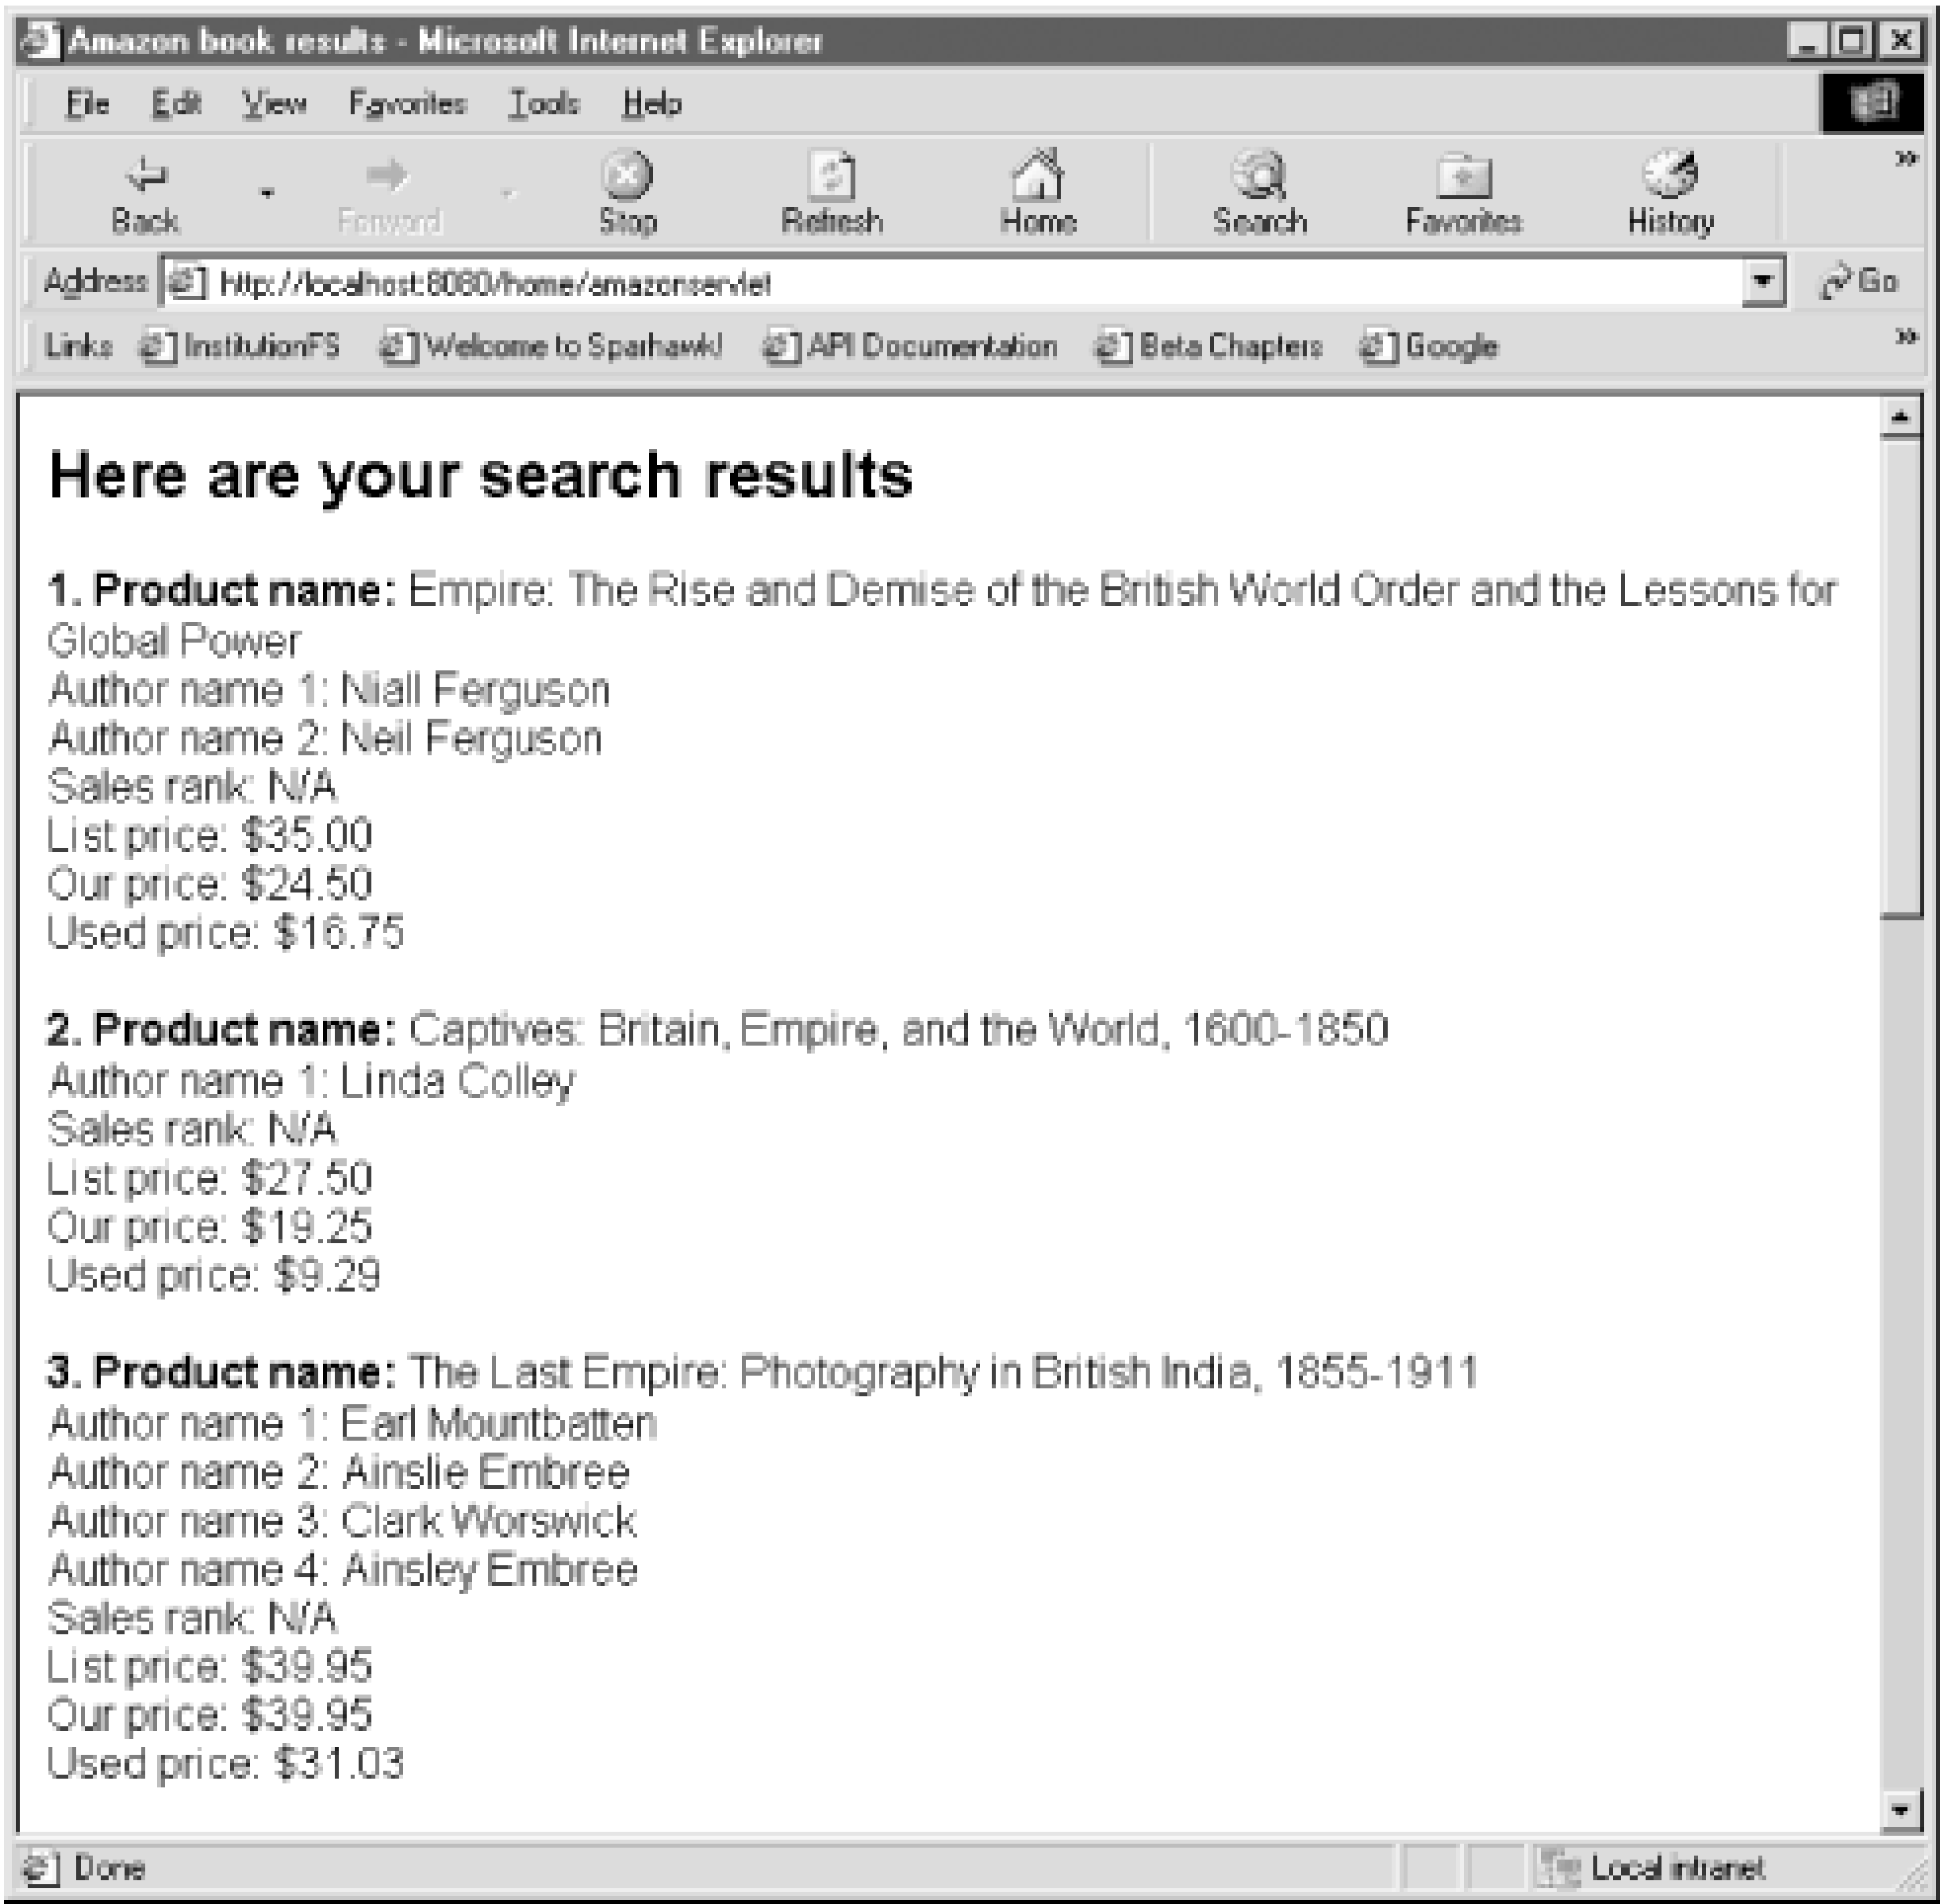 Amazon book results - Microsoft Internet Explorer
File Edit View Favorites Tools Help
Back Forward Stop Refresh Home Search Favorites History
Address http://localhost:8080/home/amazonservlet Go
Links InstitutionFS Welcome to Sparhawk! API Documentation Beta Chapters Google
Here are your search results
1. Product name: Empire: The Rise and Demise of the British World Order and the Lessons for
Global Power
Author name 1: Niall Ferguson
Author name 2: Neil Ferguson
Sales rank: N/A
List price: $35.00
Our price: $24.50
Used price: $16.75
2. Product name: Captives: Britain, Empire, and the World, 1600-1850
Author name 1: Linda Colley
Sales rank: N/A
List price: $27.50
Our price: $19.25
Used price: $9.29
3. Product name: The Last Empire: Photography in British India, 1855-1911
Author name 1: Earl Mountbatten
Author name 2: Ainslie Embree
Author name 3: Clark Worswick
Author name 4: Ainsley Embree
Sales rank: N/A
List price: $39.95
Our price: $39.95
Used price: $31.03
Done Local intranet